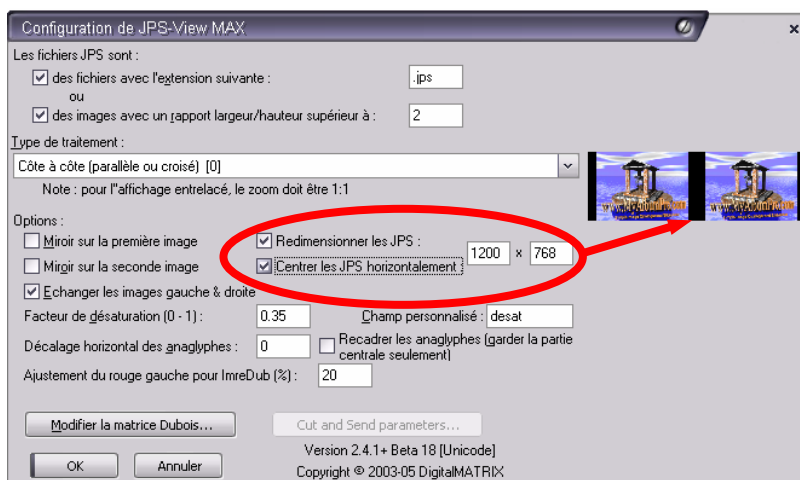 Configuration de JPS-View MAX
x
Les fichiers JPS sont :
des fichiers avec l'extension suivante : .jps
ou
des images avec un rapport largeur/hauteur supérieur à : 2
Type de traitement :
Côte à côte (parallèle ou croisé) [0]
Note : pour l''affichage entrelacé, le zoom doit être 1:1
Options :
Miroir sur la première image
Redimensionner les JPS : 1200 x 768
Miroir sur la seconde image
Centrer les JPS horizontalement :
Echanger les images gauche & droite
Facteur de désaturation (0 - 1) : 0.35 Champ personnalisé : desat
Décalage horizontal des anaglyphes : 0 Recadrer les anaglyphes (garder la partie
centrale seulement)
Ajustement du rouge gauche pour ImreDub (%) : 20
Modifier la matrice Dubois... Cut and Send parameters...
Version 2.4.1+ Beta 18 [Unicode]
OK Annuler Copyright © 2003-05 DigitalMATRIX